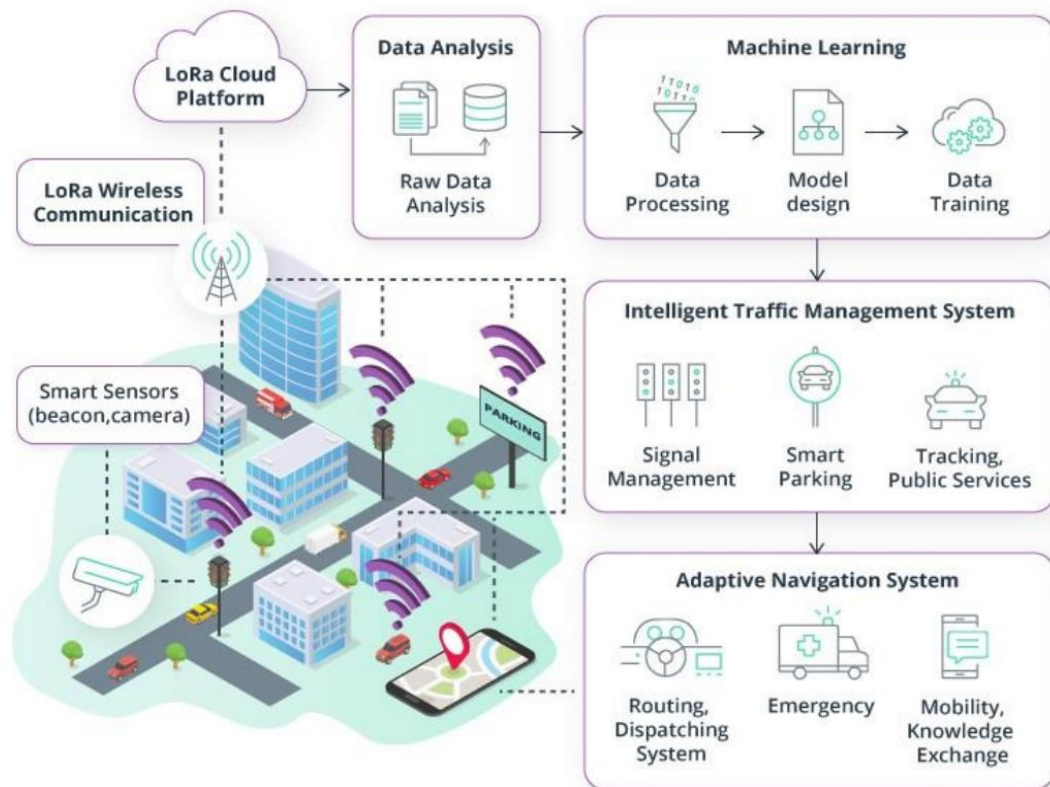 LoRa Cloud
Platform
Data Analysis
Raw Data
Analysis
Machine Learning
11010
10110
Data
Processing
Model
design
Data
Training
LoRa Wireless
Communication
Smart Sensors
(beacon,camera)
PARKING
Intelligent Traffic Management System
Signal
Management
Smart
Parking
Tracking,
Public Services
Adaptive Navigation System
Routing,
Dispatching
System
Emergency
Mobility,
Knowledge
Exchange